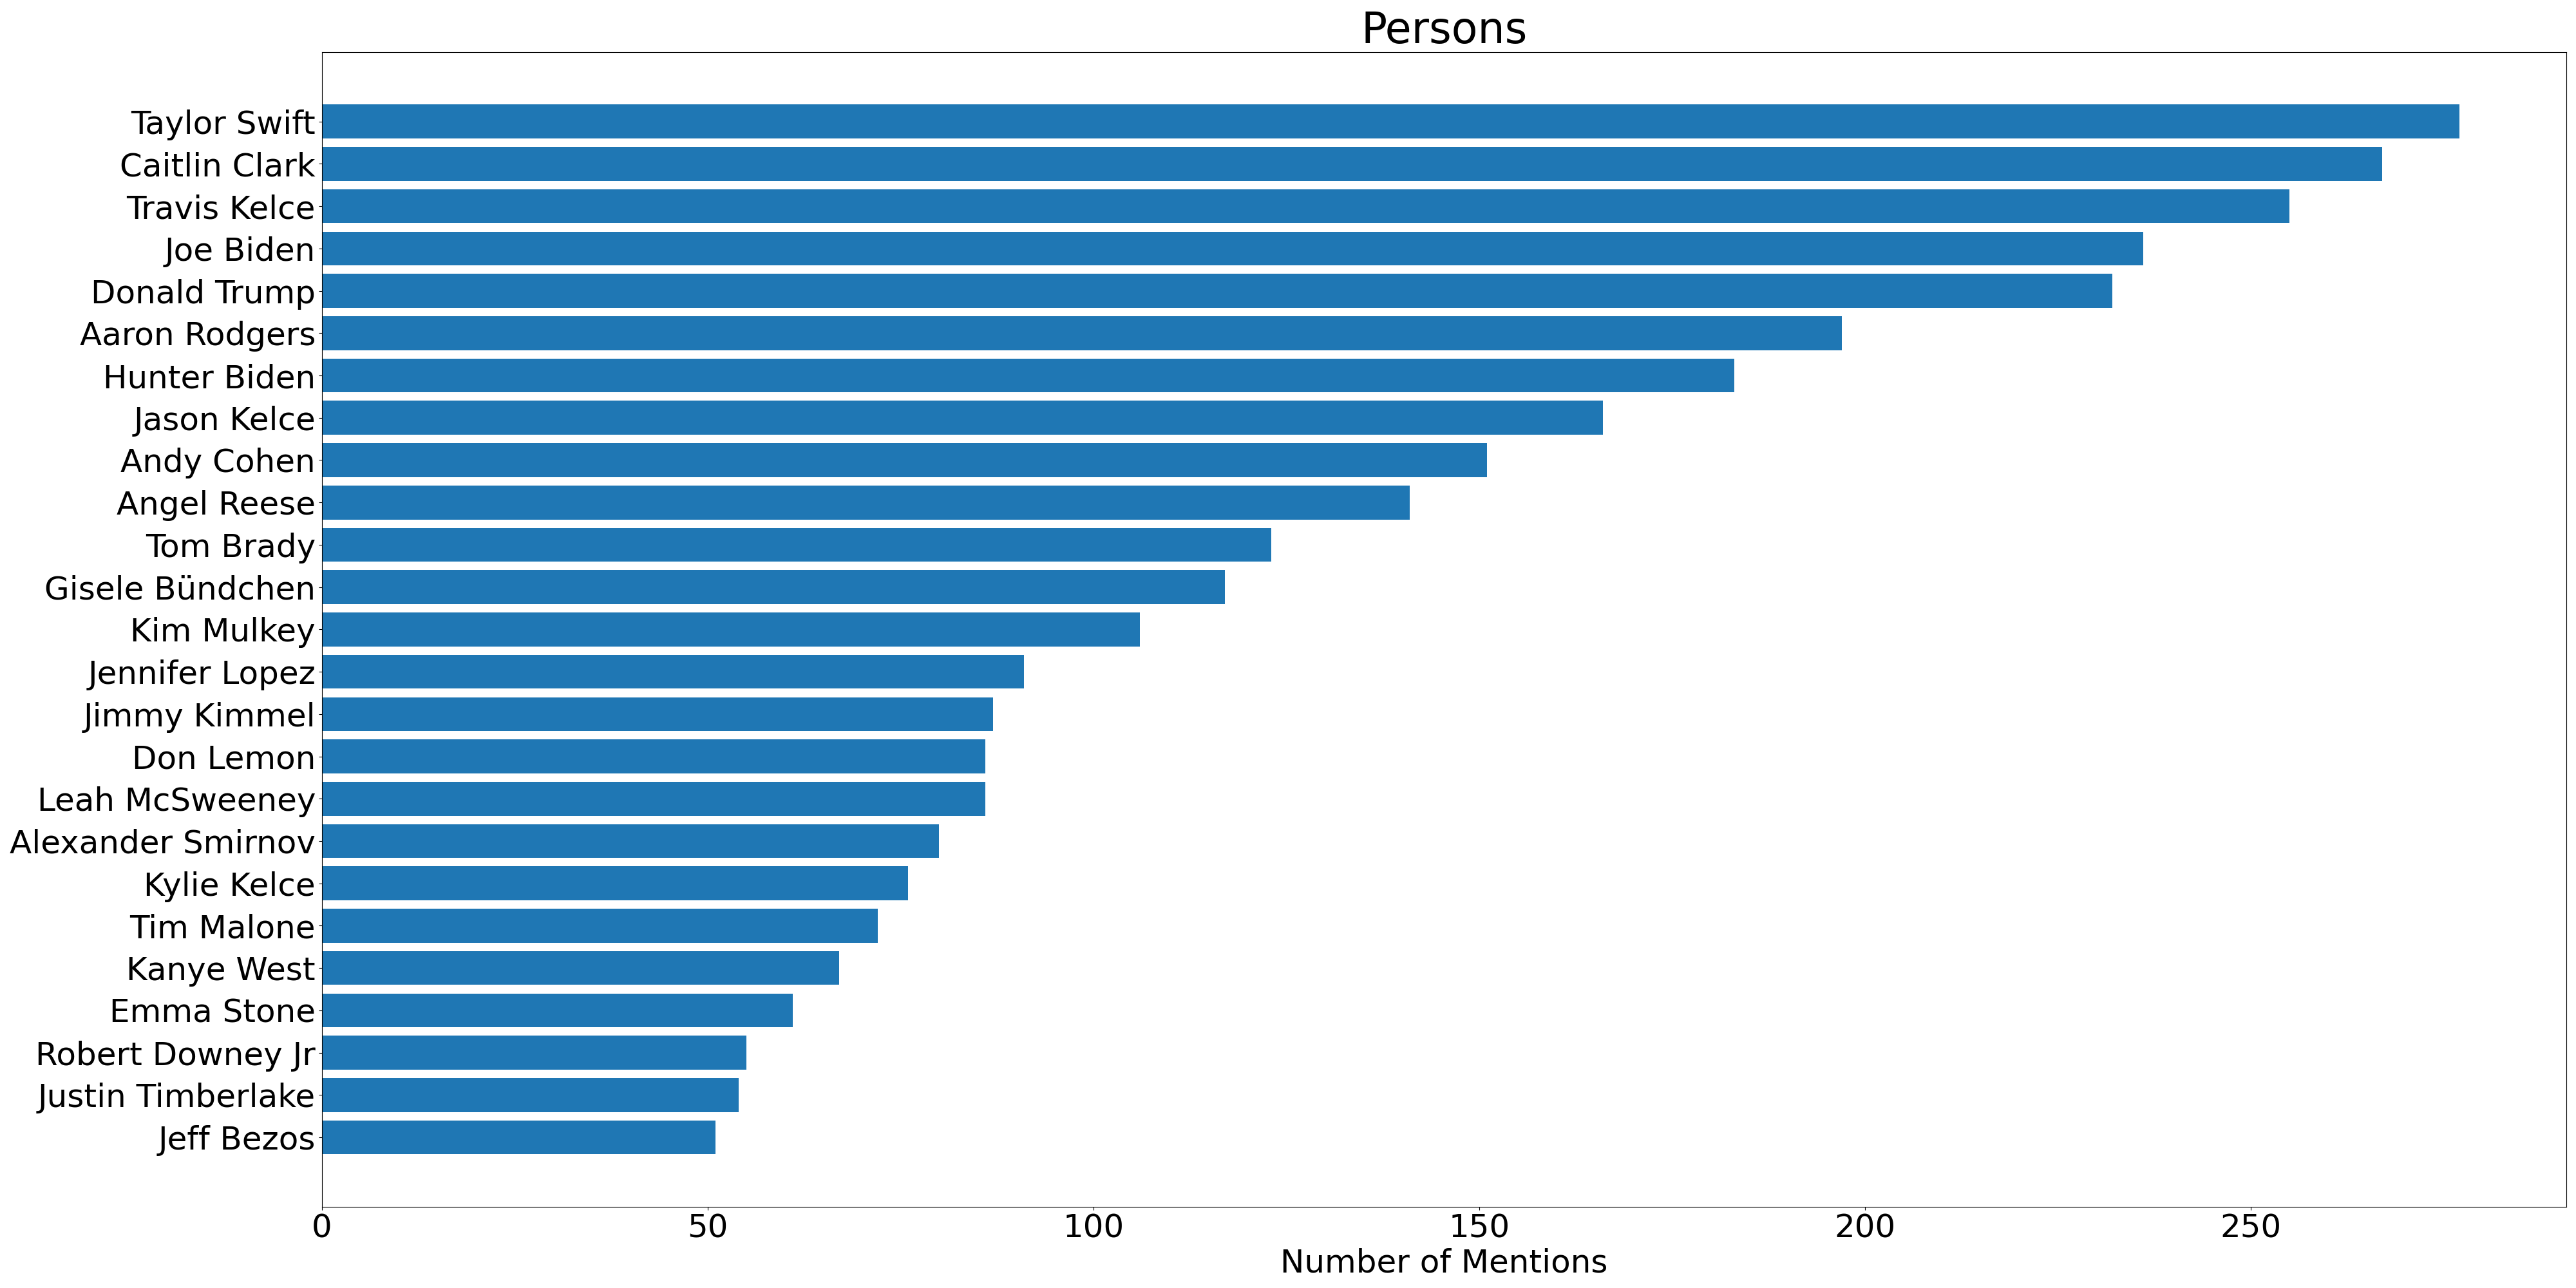 Persons
Taylor Swift
Caitlin Clark
Travis Kelce
Joe Biden
Donald Trump
Aaron Rodgers
Hunter Biden
Jason Kelce
Andy Cohen
Angel Reese
Tom Brady
Gisele Bündchen
Kim Mulkey
Jennifer Lopez
Jimmy Kimmel
Don Lemon
Leah McSweeney
Alexander Smirnov
Kylie Kelce
Tim Malone
Kanye West
Emma Stone
Robert Downey Jr
Justin Timberlake
Jeff Bezos
0 50 100 150 200 250
Number of Mentions